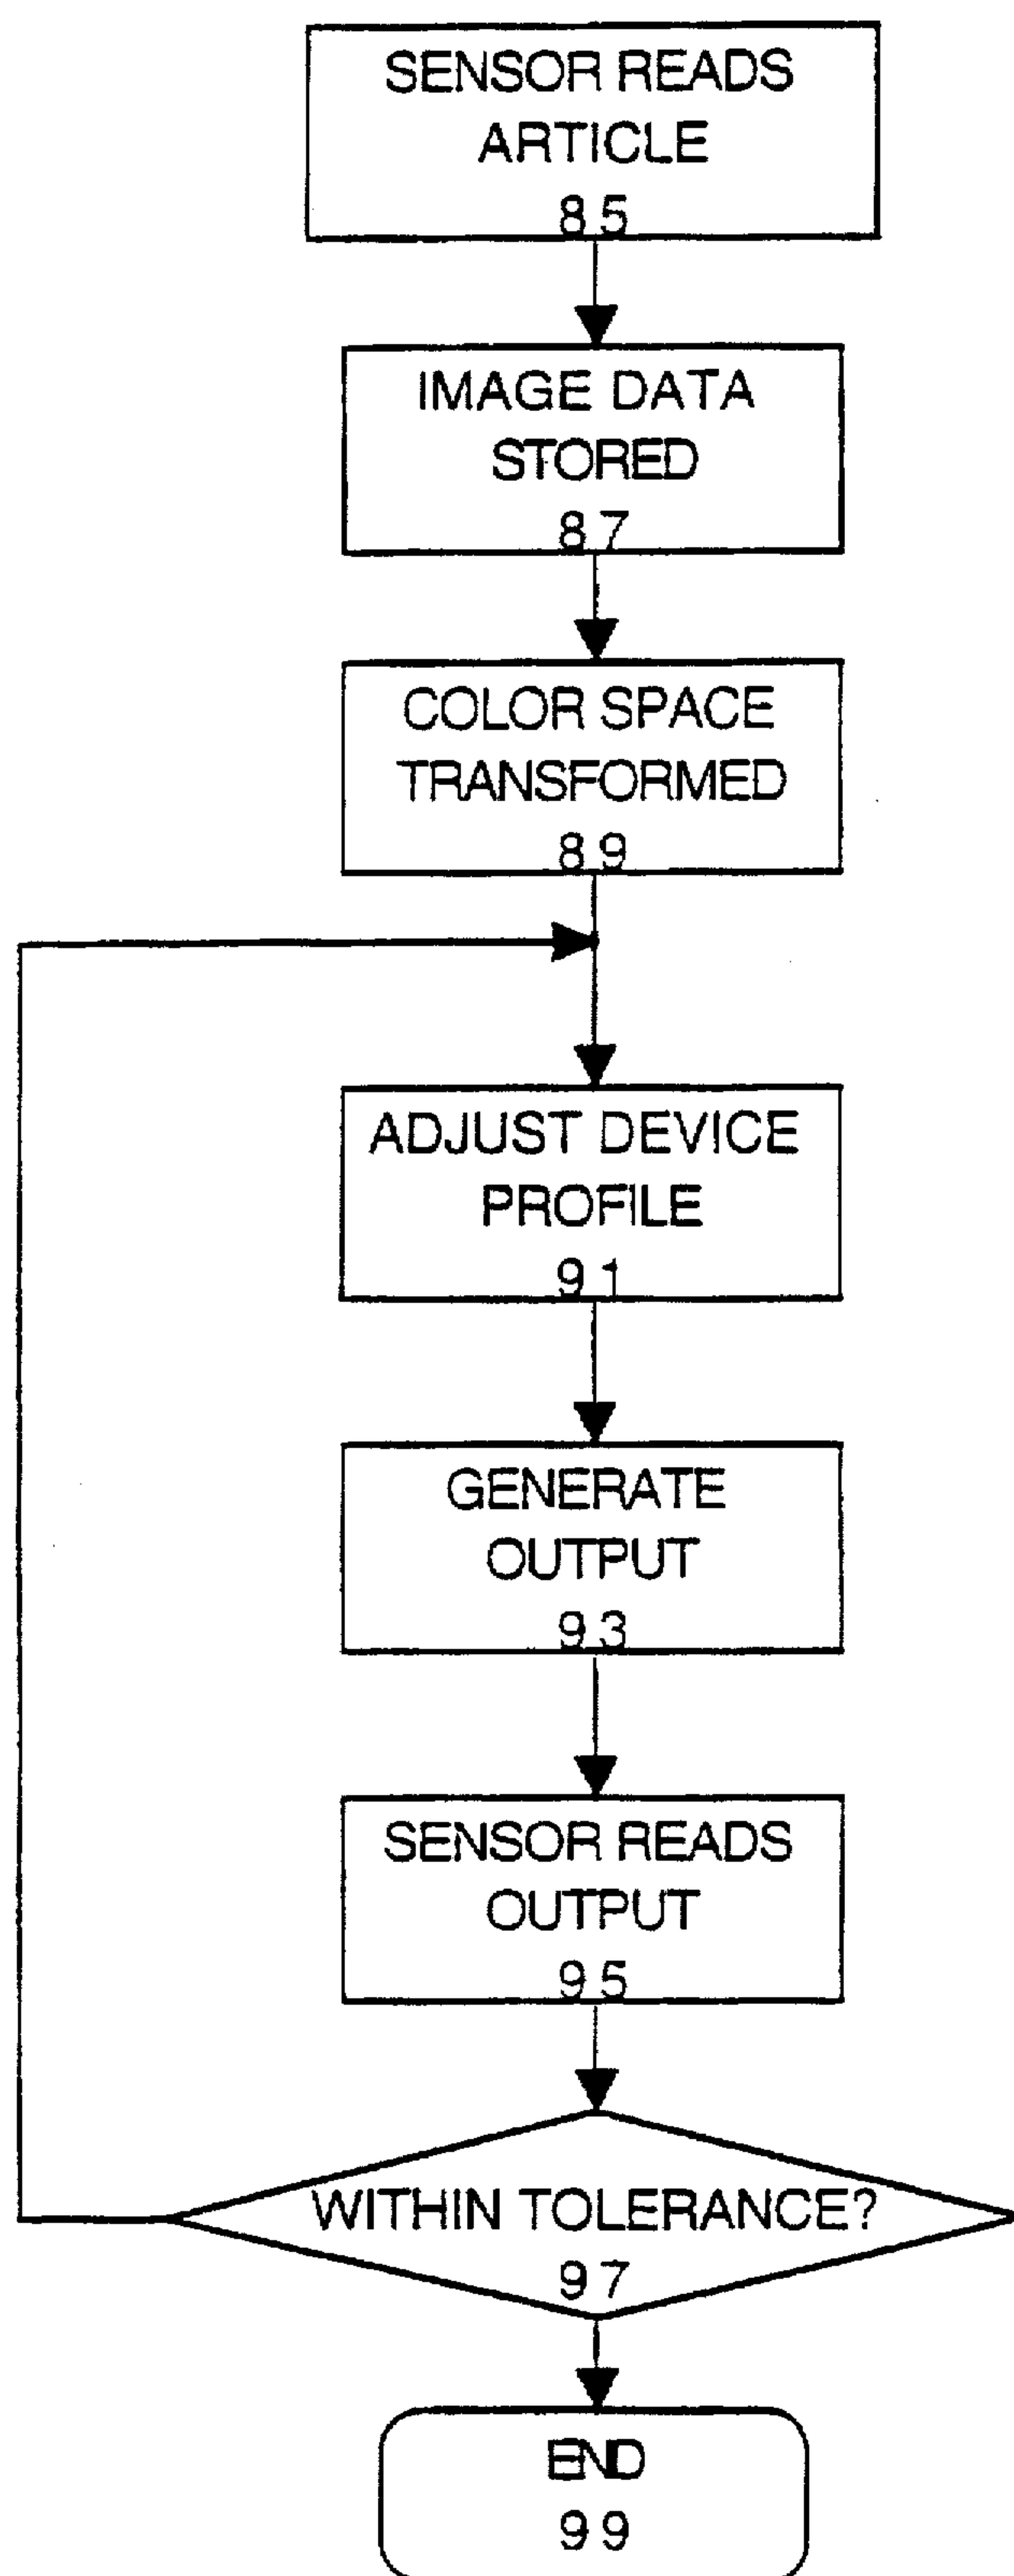 SENSOR READS
ARTICLE
85
IMAGE DATA
STORED
87
COLOR SPACE
TRANSFORMED
89
ADJUST DEVICE
PROFILE
91
GENERATE
OUTPUT
93
SENSOR READS
OUTPUT
95
WITHIN TOLERANCE?
97
END
99